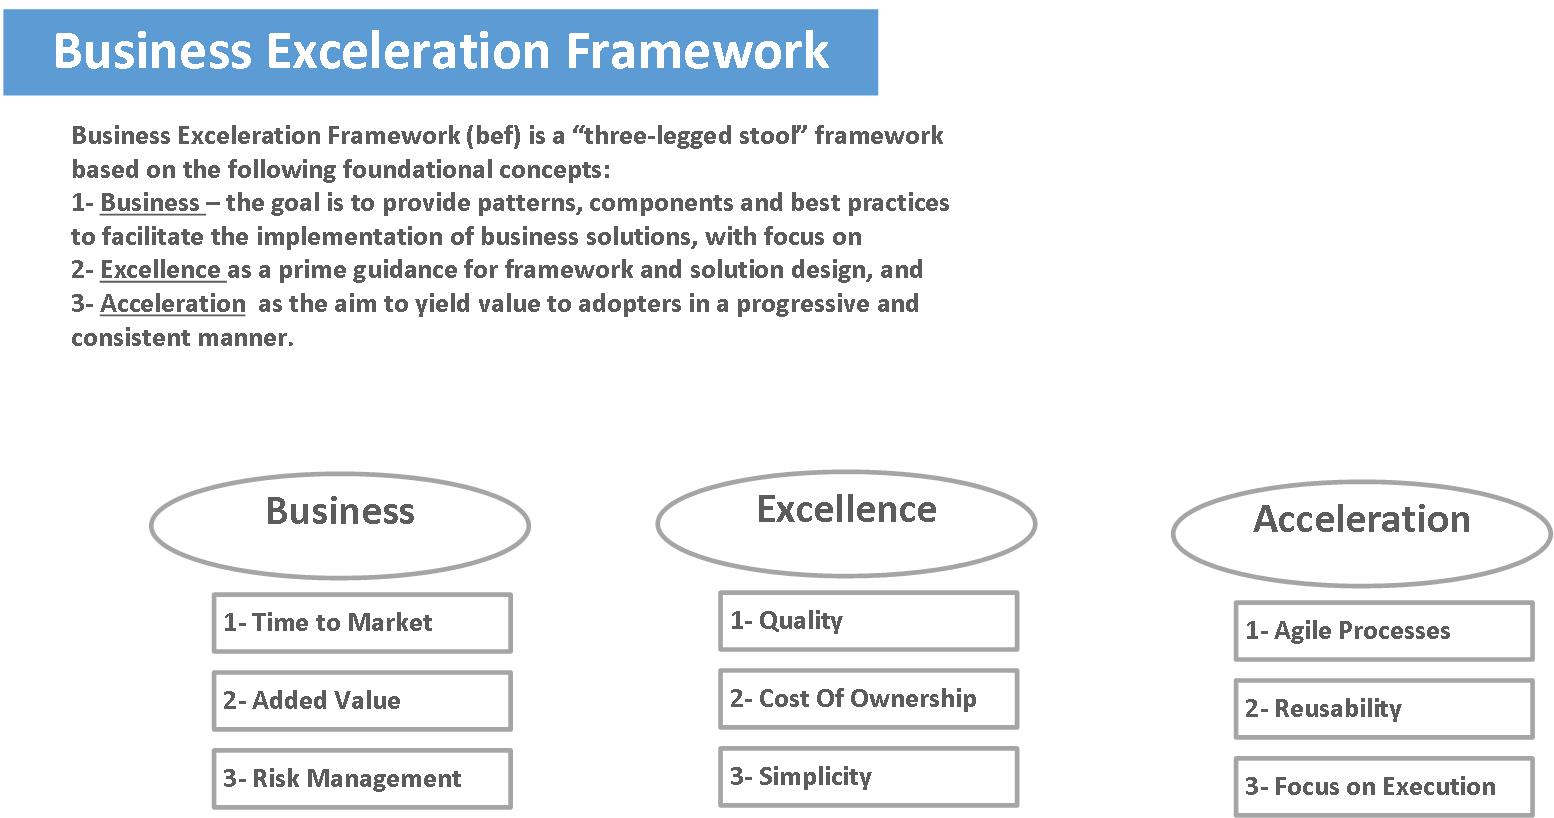 Business Exceleration Framework
Business Exceleration Framework (bef) is a “three-legged stool” framework
based on the following foundational concepts:
1- Business – the goal is to provide patterns, components and best practices
to facilitate the implementation of business solutions, with focus on
2- Excellence as a prime guidance for framework and solution design, and
3- Acceleration  as the aim to yield value to adopters in a progressive and
consistent manner.
Business
1- Time to Market
2- Added Value
3- Risk Management
Excellence
1- Quality
2- Cost Of Ownership
3- Simplicity
Acceleration
1- Agile Processes
2- Reusability
3- Focus on Execution